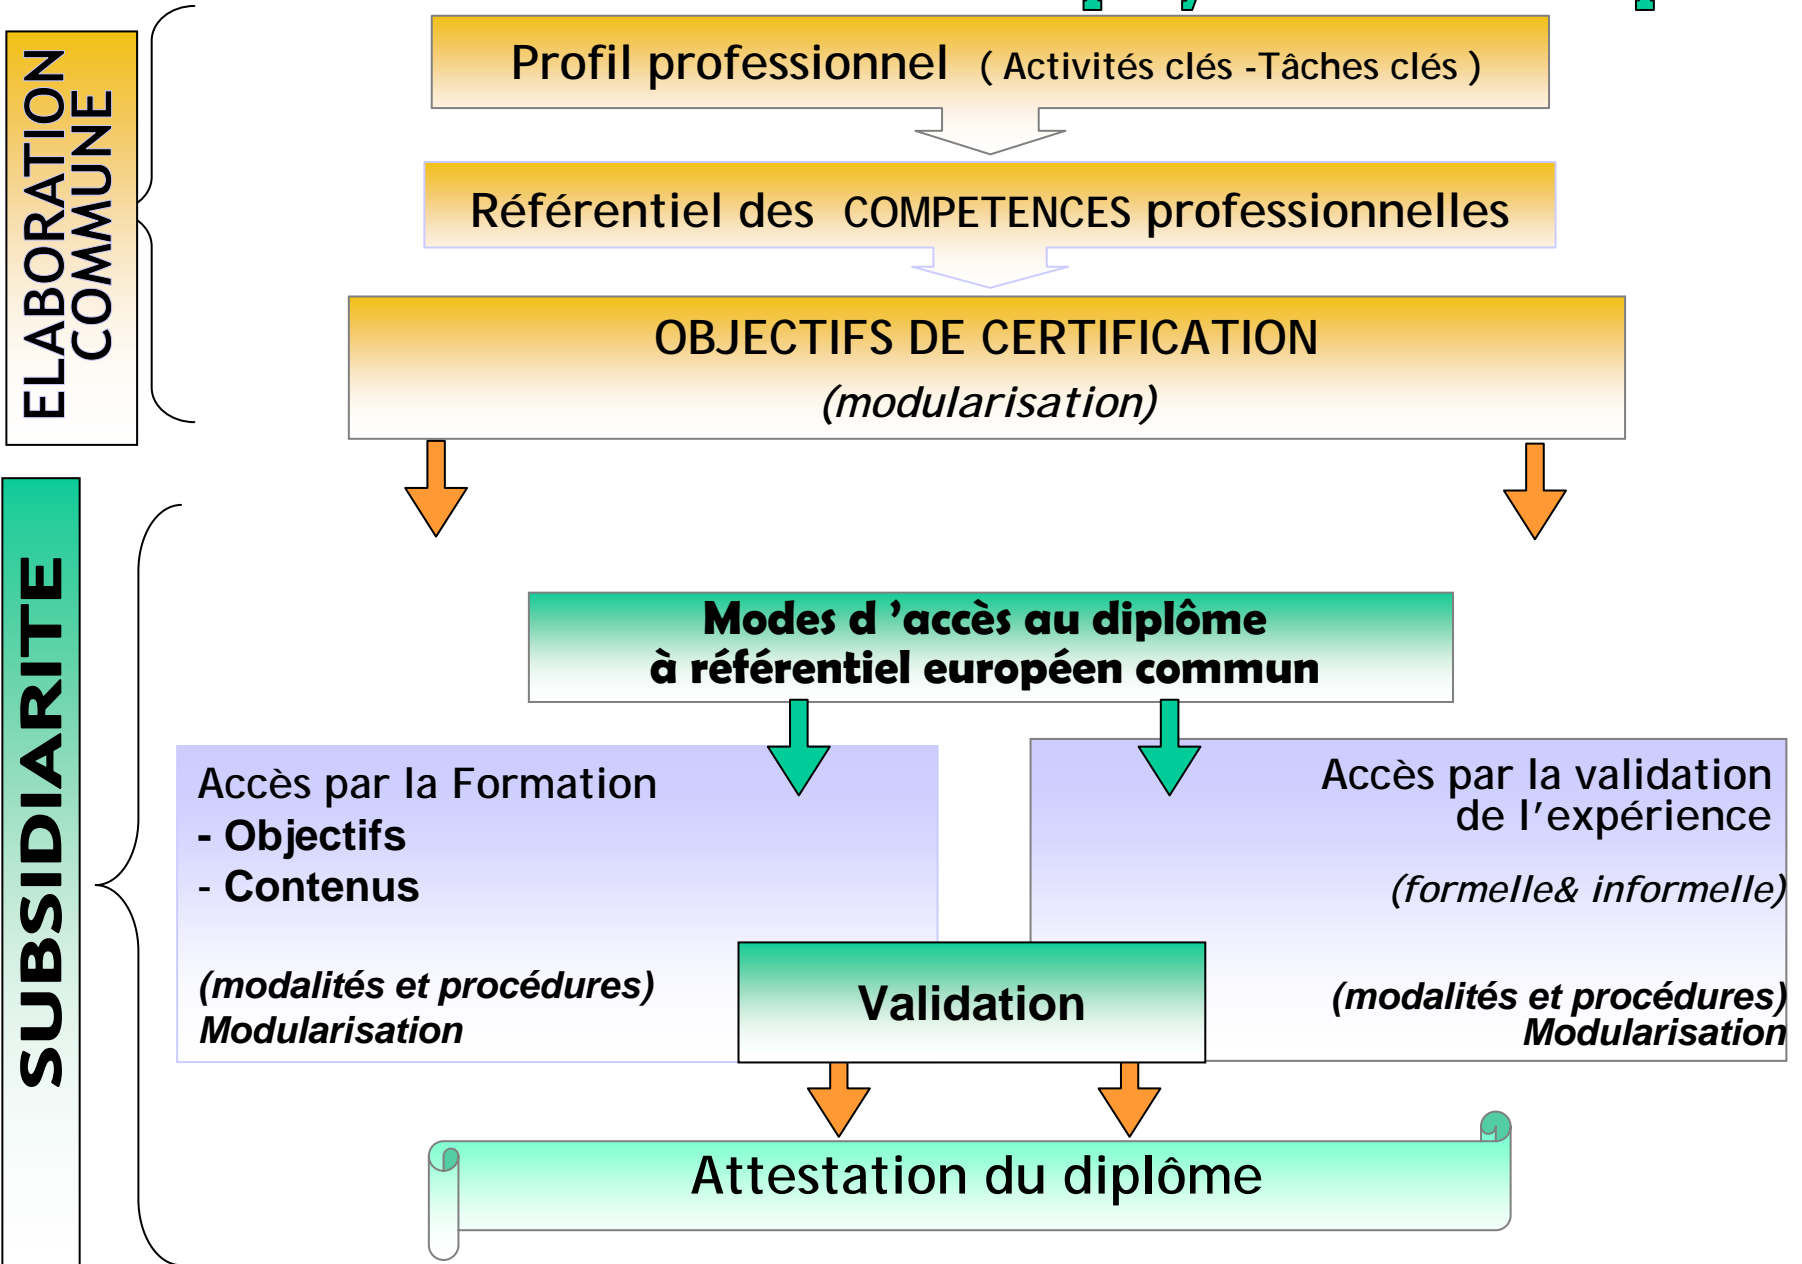 ELABORATION
COMMUNE
Profil professionnel ( Activités clés -Tâches clés )
Référentiel des COMPETENCES professionnelles
OBJECTIFS DE CERTIFICATION
(modularisation)
SUBSIDIARITE
Modes d ’accès au diplôme
à référentiel européen commun
Accès par la Formation
- Objectifs
- Contenus
(modalités et procédures)
Modularisation
Accès par la validation
de l’expérience
(formelle& informelle)
(modalités et procédures)
Modularisation
Validation
Attestation du diplôme